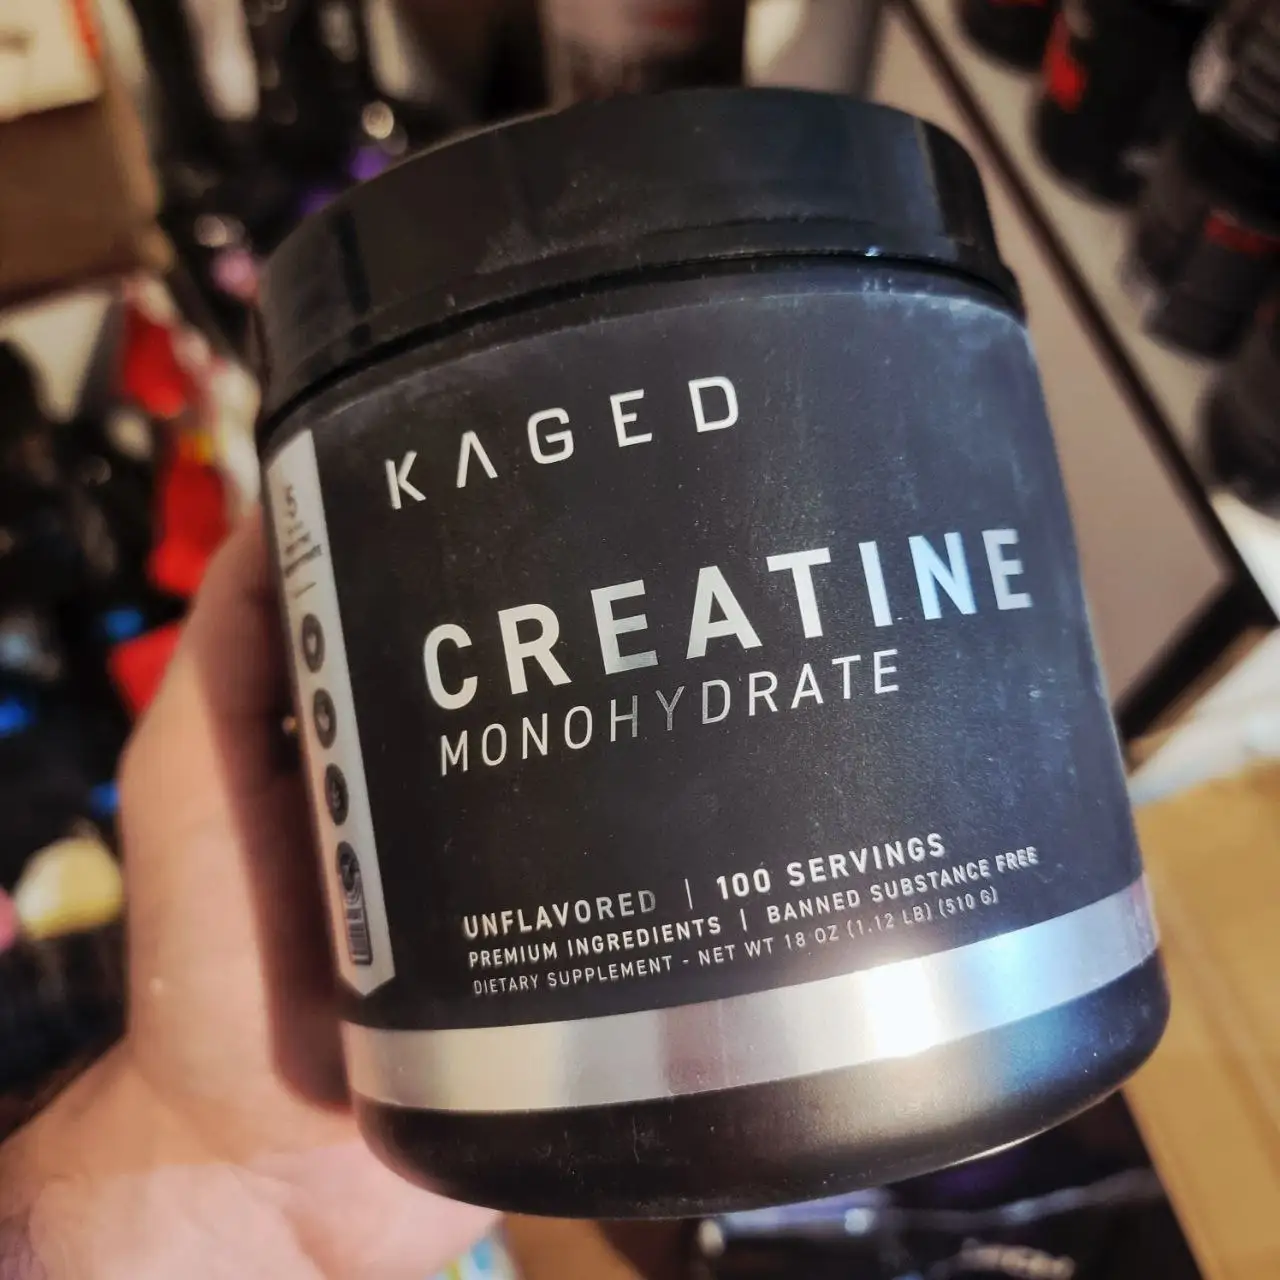 KAGED
CREATINE
MONOHYDRATE
UNFLAVORED | 100 SERVINGS
PREMIUM INGREDIENTS | BANNED SUBSTANCE FREE
DIETARY SUPPLEMENT - NET WT 18 OZ (1.12 LB) (510 G)